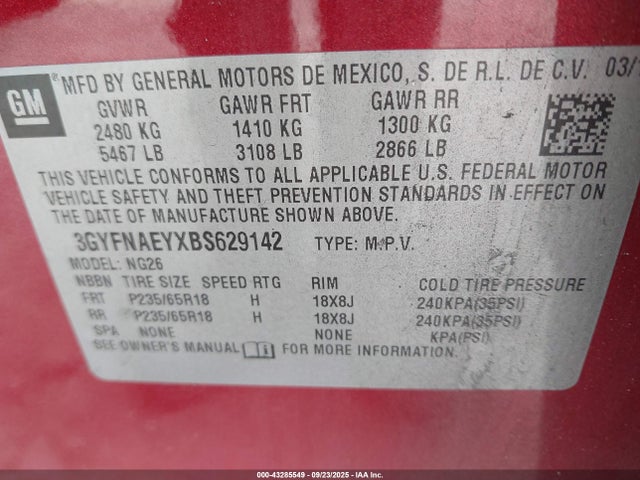 GM
MFD BY GENERAL MOTORS DE MEXICO, S. DE R.L. DE C.V. 03/1
GVWR GAWR FRT GAWR RR
2480 KG 1410 KG 1300 KG
5467 LB 3108 LB 2866 LB
THIS VEHICLE CONFORMS TO ALL APPLICABLE U.S. FEDERAL MOTOR
VEHICLE SAFETY AND THEFT PREVENTION STANDARDS IN EFFECT ON
THE DATE OF MANUFACTURE SHOWN ABOVE.
3GYFNAEYXBS629142 TYPE: M.P.V.
MODEL: NG26
NBBN TIRE SIZE SPEED RTG RIM COLD TIRE PRESSURE
FRT P235/65R18 H 18X8J 240KPA(35PSI)
RR P235/65R18 H 18X8J 240KPA(35PSI)
SPA NONE NONE KPA(PSI)
SEE OWNER'S MANUAL FOR MORE INFORMATION.
000-43285549 - 09/23/2025 - IAA Inc.